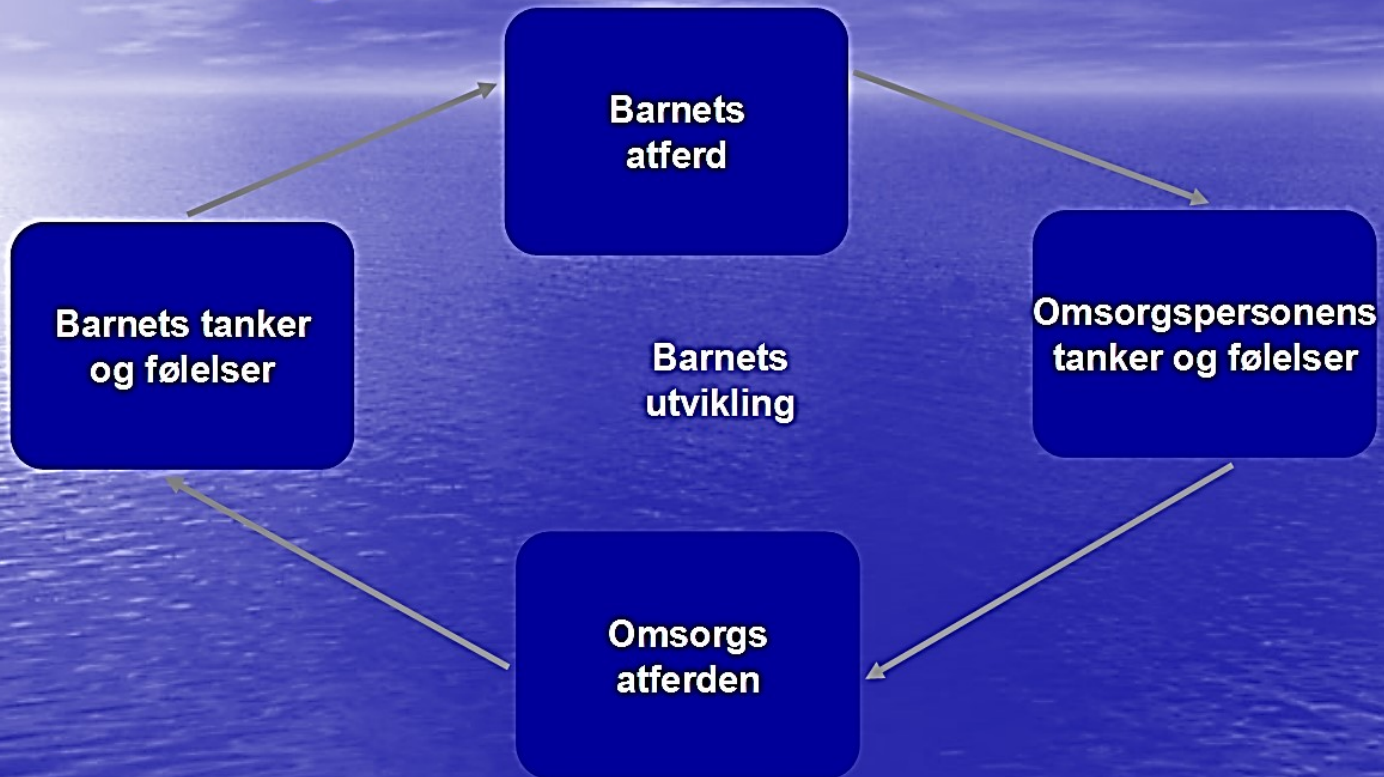 Barnets
atferd
Barnets tanker
og følelser
Omsorgspersonens
tanker og følelser
Barnets
utvikling
Omsorgs
atferden